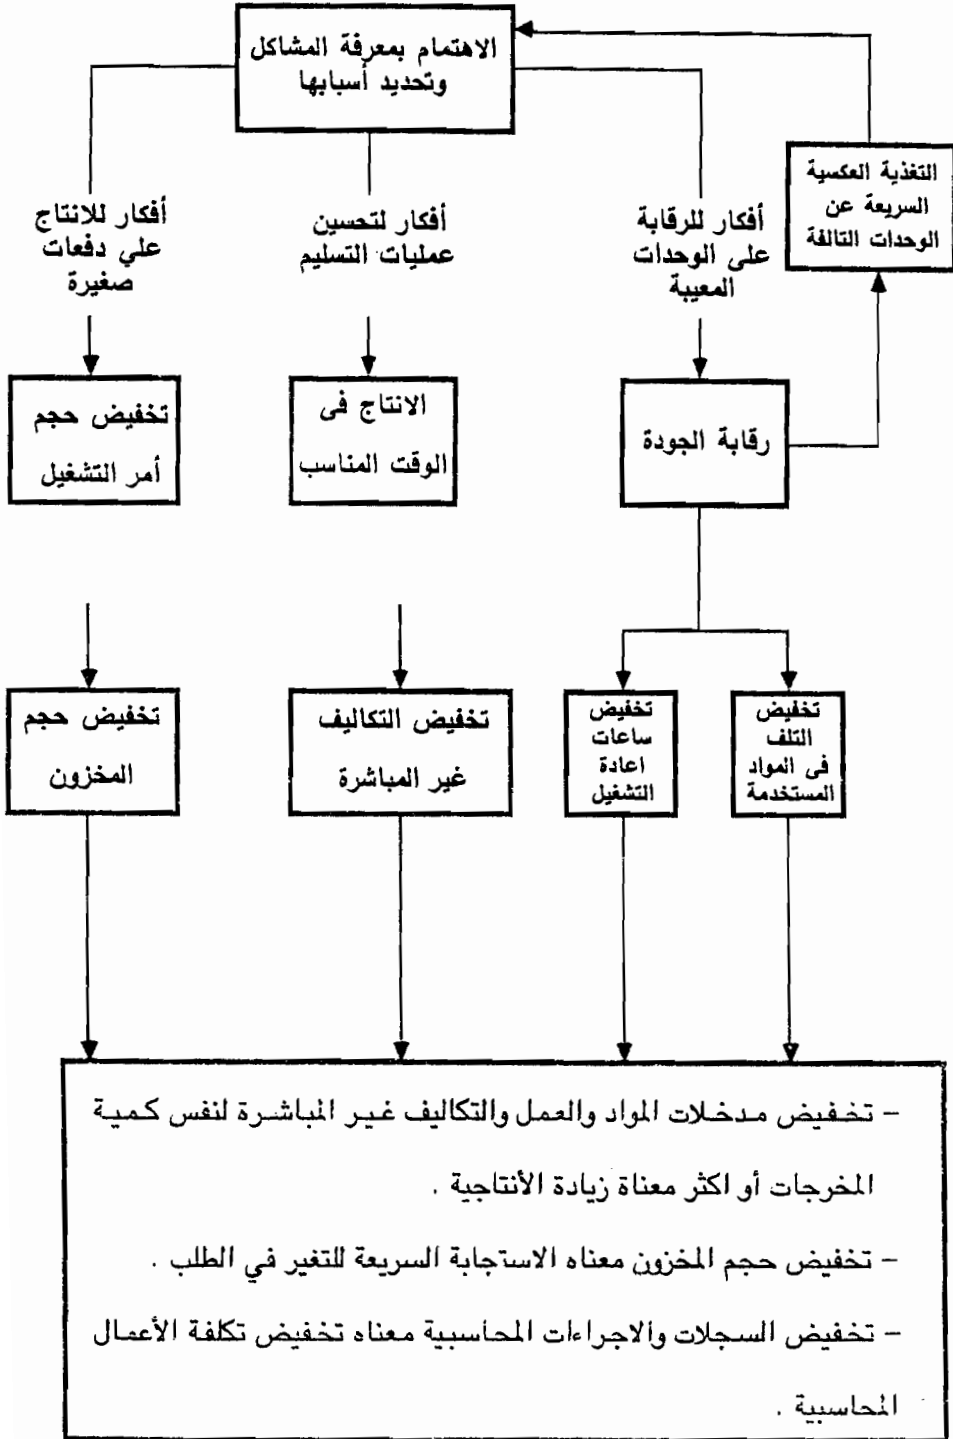 الاهتمام بمعرفة المشاكل
وتحديد أسبابها
التغذية العكسية
السريعة عن
الوحدات التالفة
أفكار للرقابة
على الوحدات
المعيبة
أفكار لتحسين
عمليات التسليم
أفكار للانتاج
علي دفعات
صغيرة
رقابة الجودة
الانتاج فى
الوقت المناسب
تخفيض حجم
أمر التشغيل
تخفيض
التلف
فى المواد
المستخدمة
تخفيض
ساعات
اعادة
التشغيل
تخفيض التكاليف
غير المباشرة
تخفيض حجم
المخزون
– تخفيض مدخلات المواد والعمل والتكاليف غير المباشرة لنفس كمية
المخرجات أو اكثر معناة زيادة الأنتاجية .
– تخفيض حجم المخزون معناه الاستجابة السريعة للتغير في الطلب .
– تخفيض السجلات والاجراءات المحاسبية معناه تخفيض تكلفة الأعمال
المحاسبية .